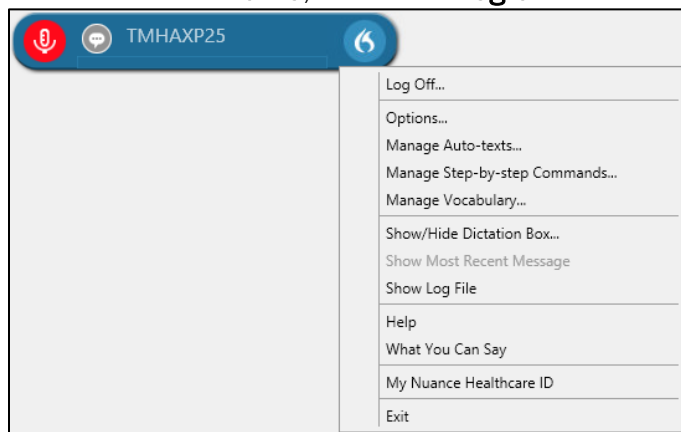 TMHAXP25
Log Off...
Options...
Manage Auto-texts...
Manage Step-by-step Commands...
Manage Vocabulary...
Show/Hide Dictation Box...
Show Most Recent Message
Show Log File
Help
What You Can Say
My Nuance Healthcare ID
Exit